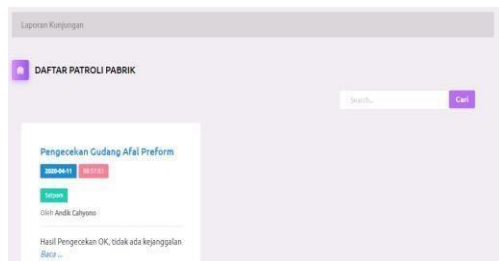 Laporan Kunjungan
DAFTAR PATROLI PABRIK
Search...
Cari
Pengecekan Gudang Afal Preform
2020-04-11
Satpam
Oleh Andik Cahyono
Hasil Pengecekan OK, tidak ada kejanggalan
Baca ...